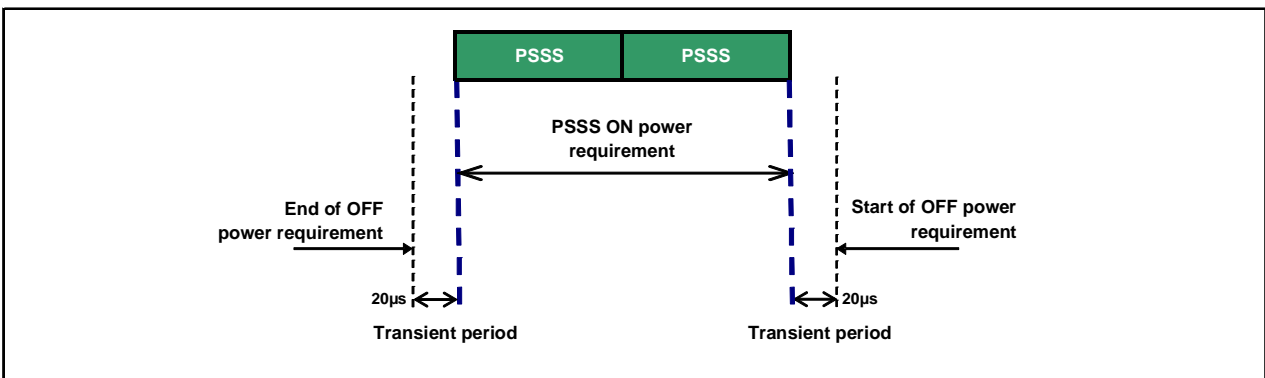 PSSS PSSS
PSSS ON power
requirement
End of OFF
power requirement
Start of OFF power
requirement
20µs
20µs
Transient period
Transient period